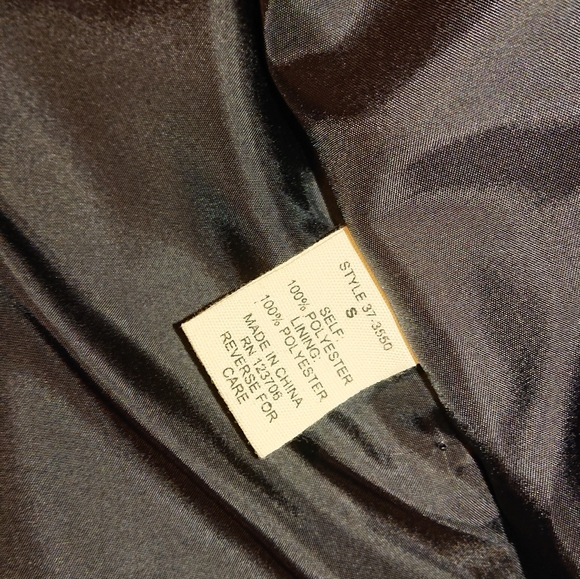 STYLE 37-3550
S
SELF:
100% POLYESTER
LINING:
100% POLYESTER
MADE IN CHINA
RN 123706
REVERSE FOR
CARE